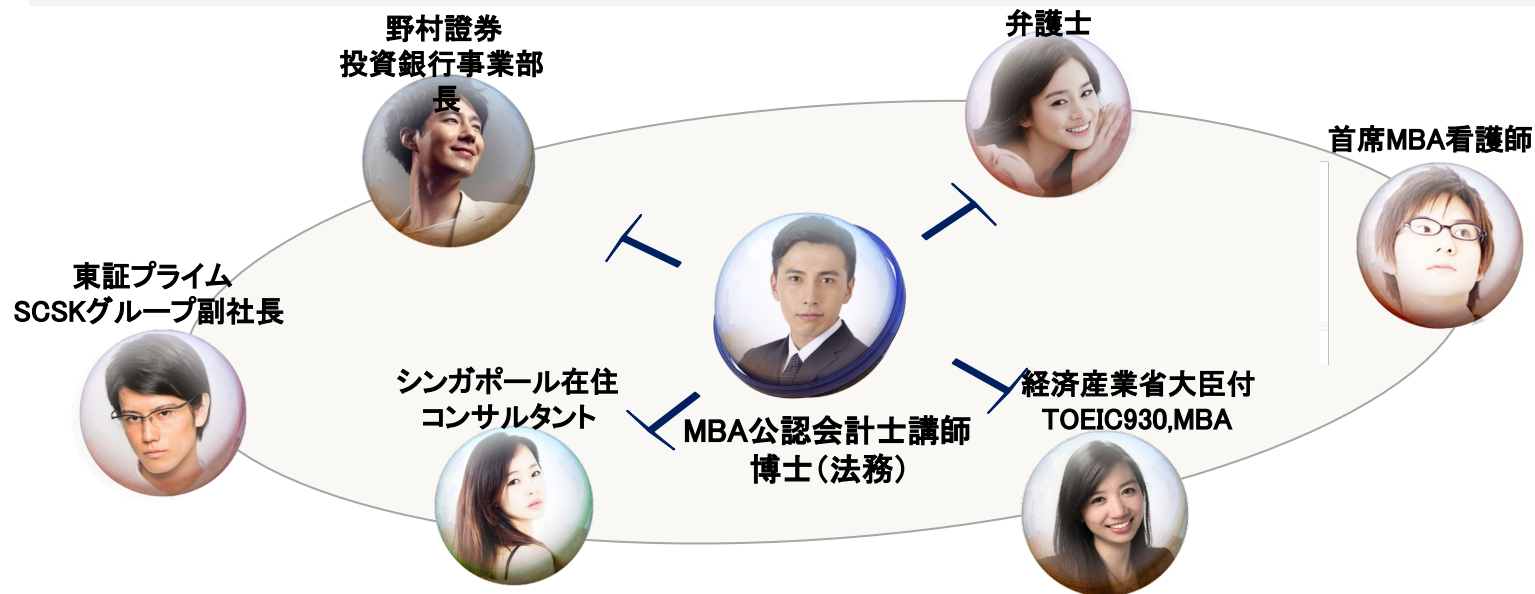 野村證券
投資銀行事業部
長
弁護士
首席MBA看護師
東証プライム
SCSKグループ副社長
シンガポール在住
コンサルタント
MBA公認会計士講師
博士（法務）
経済産業省大臣付
TOEIC930,MBA